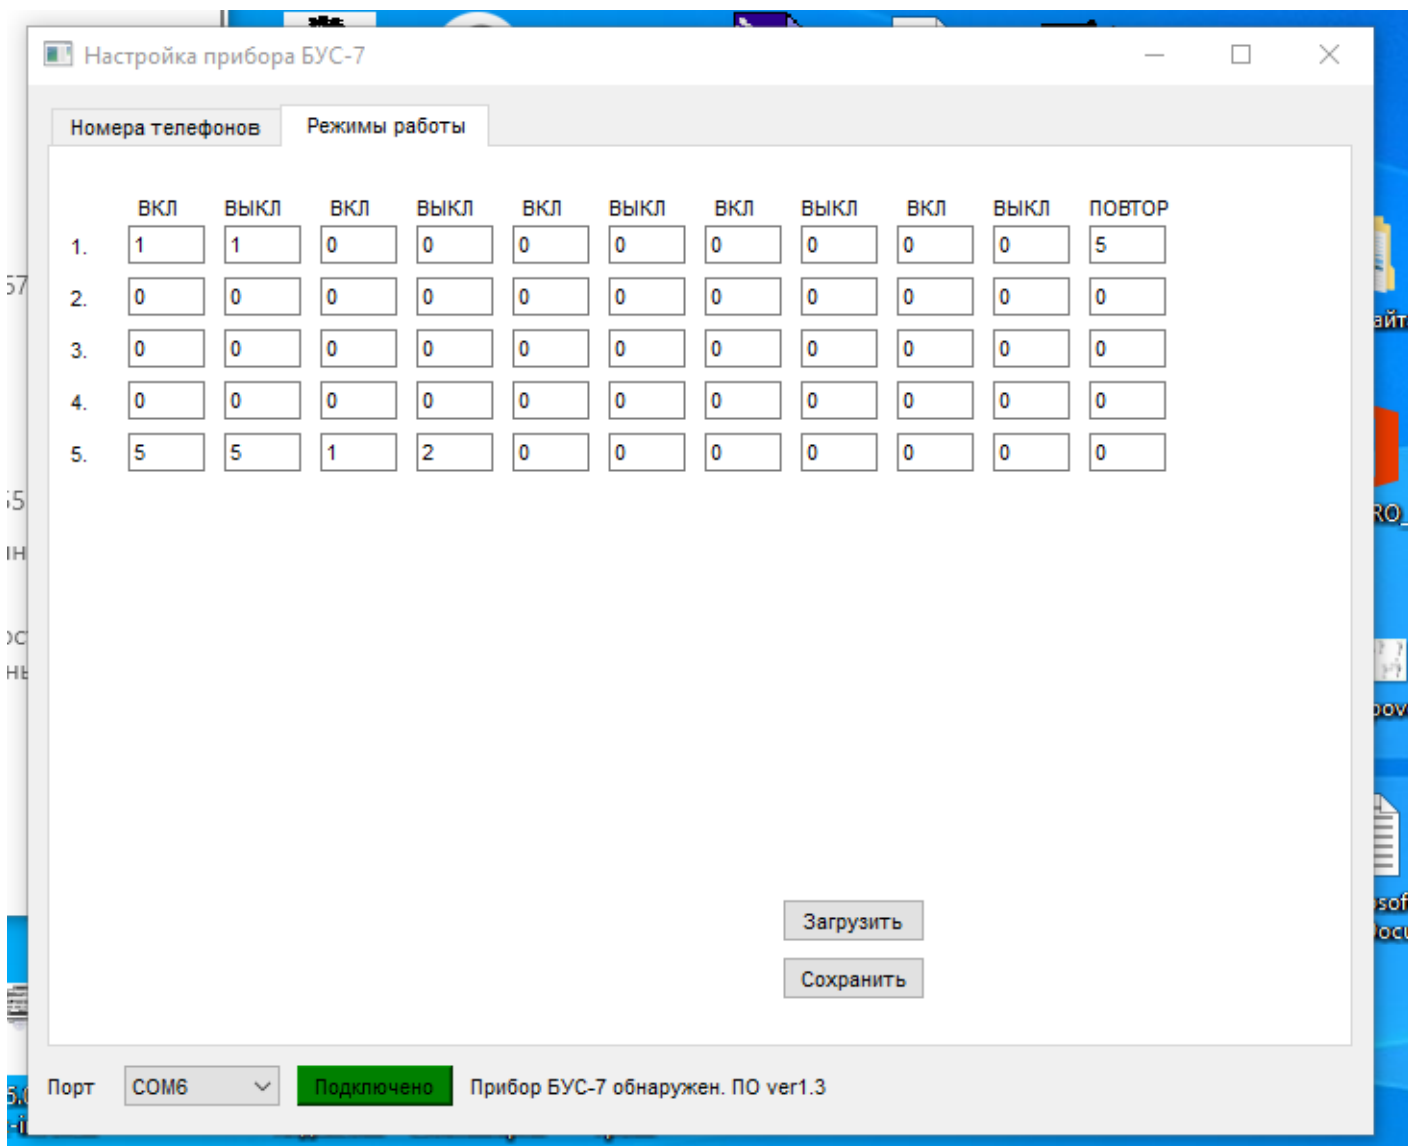 Настройка прибора БУС-7
Номера телефонов Режимы работы
ВКЛ ВЫКЛ ВКЛ ВЫКЛ ВКЛ ВЫКЛ ВКЛ ВЫКЛ ВКЛ ВЫКЛ ПОВТОР
1. 1 1 0 0 0 0 0 0 0 0 5
2. 0 0 0 0 0 0 0 0 0 0 0
3. 0 0 0 0 0 0 0 0 0 0 0
4. 0 0 0 0 0 0 0 0 0 0 0
5. 5 5 1 2 0 0 0 0 0 0 0
Загрузить
Сохранить
Порт COM6 Подключено Прибор БУС-7 обнаружен. ПО ver1.3